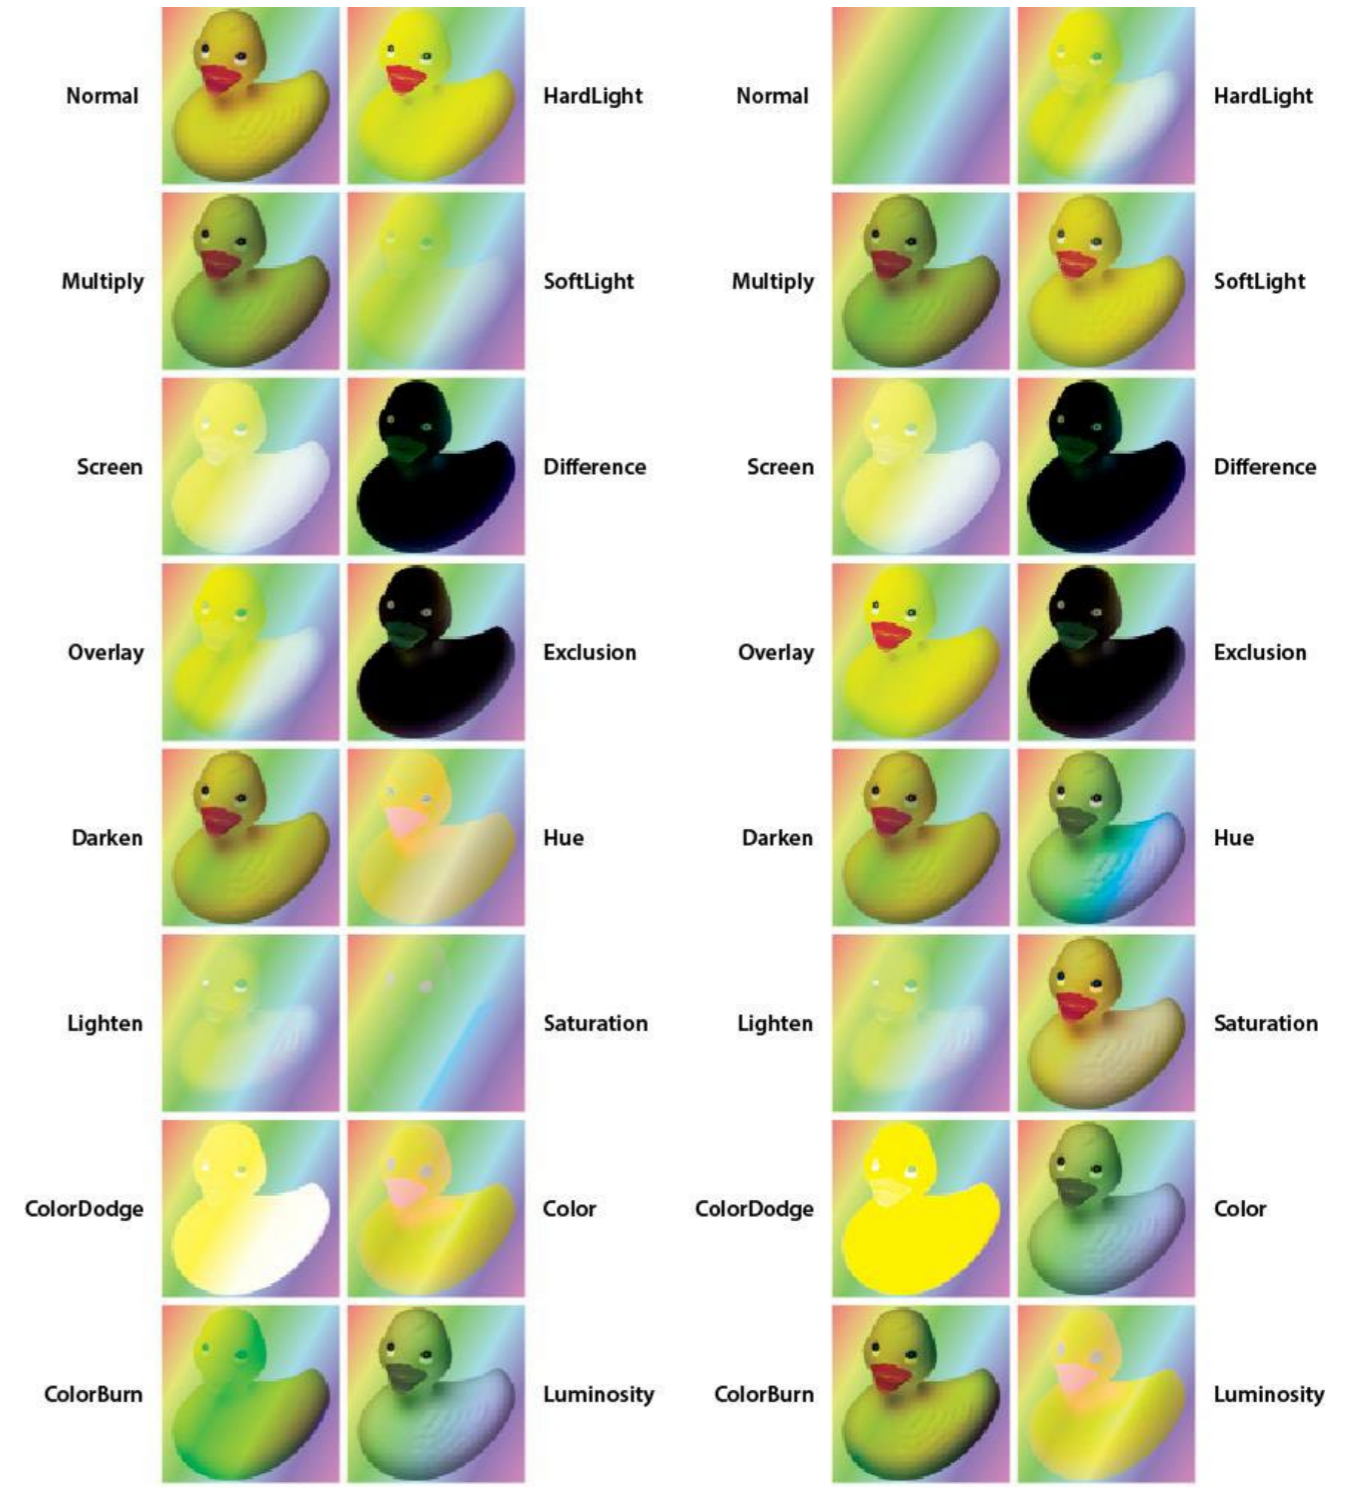 Normal
HardLight
Normal
HardLight
Multiply
SoftLight
Multiply
SoftLight
Screen
Difference
Screen
Difference
Overlay
Exclusion
Overlay
Exclusion
Darken
Hue
Darken
Hue
Lighten
Saturation
Lighten
Saturation
ColorDodge
Color
ColorDodge
Color
ColorBurn
Luminosity
ColorBurn
Luminosity